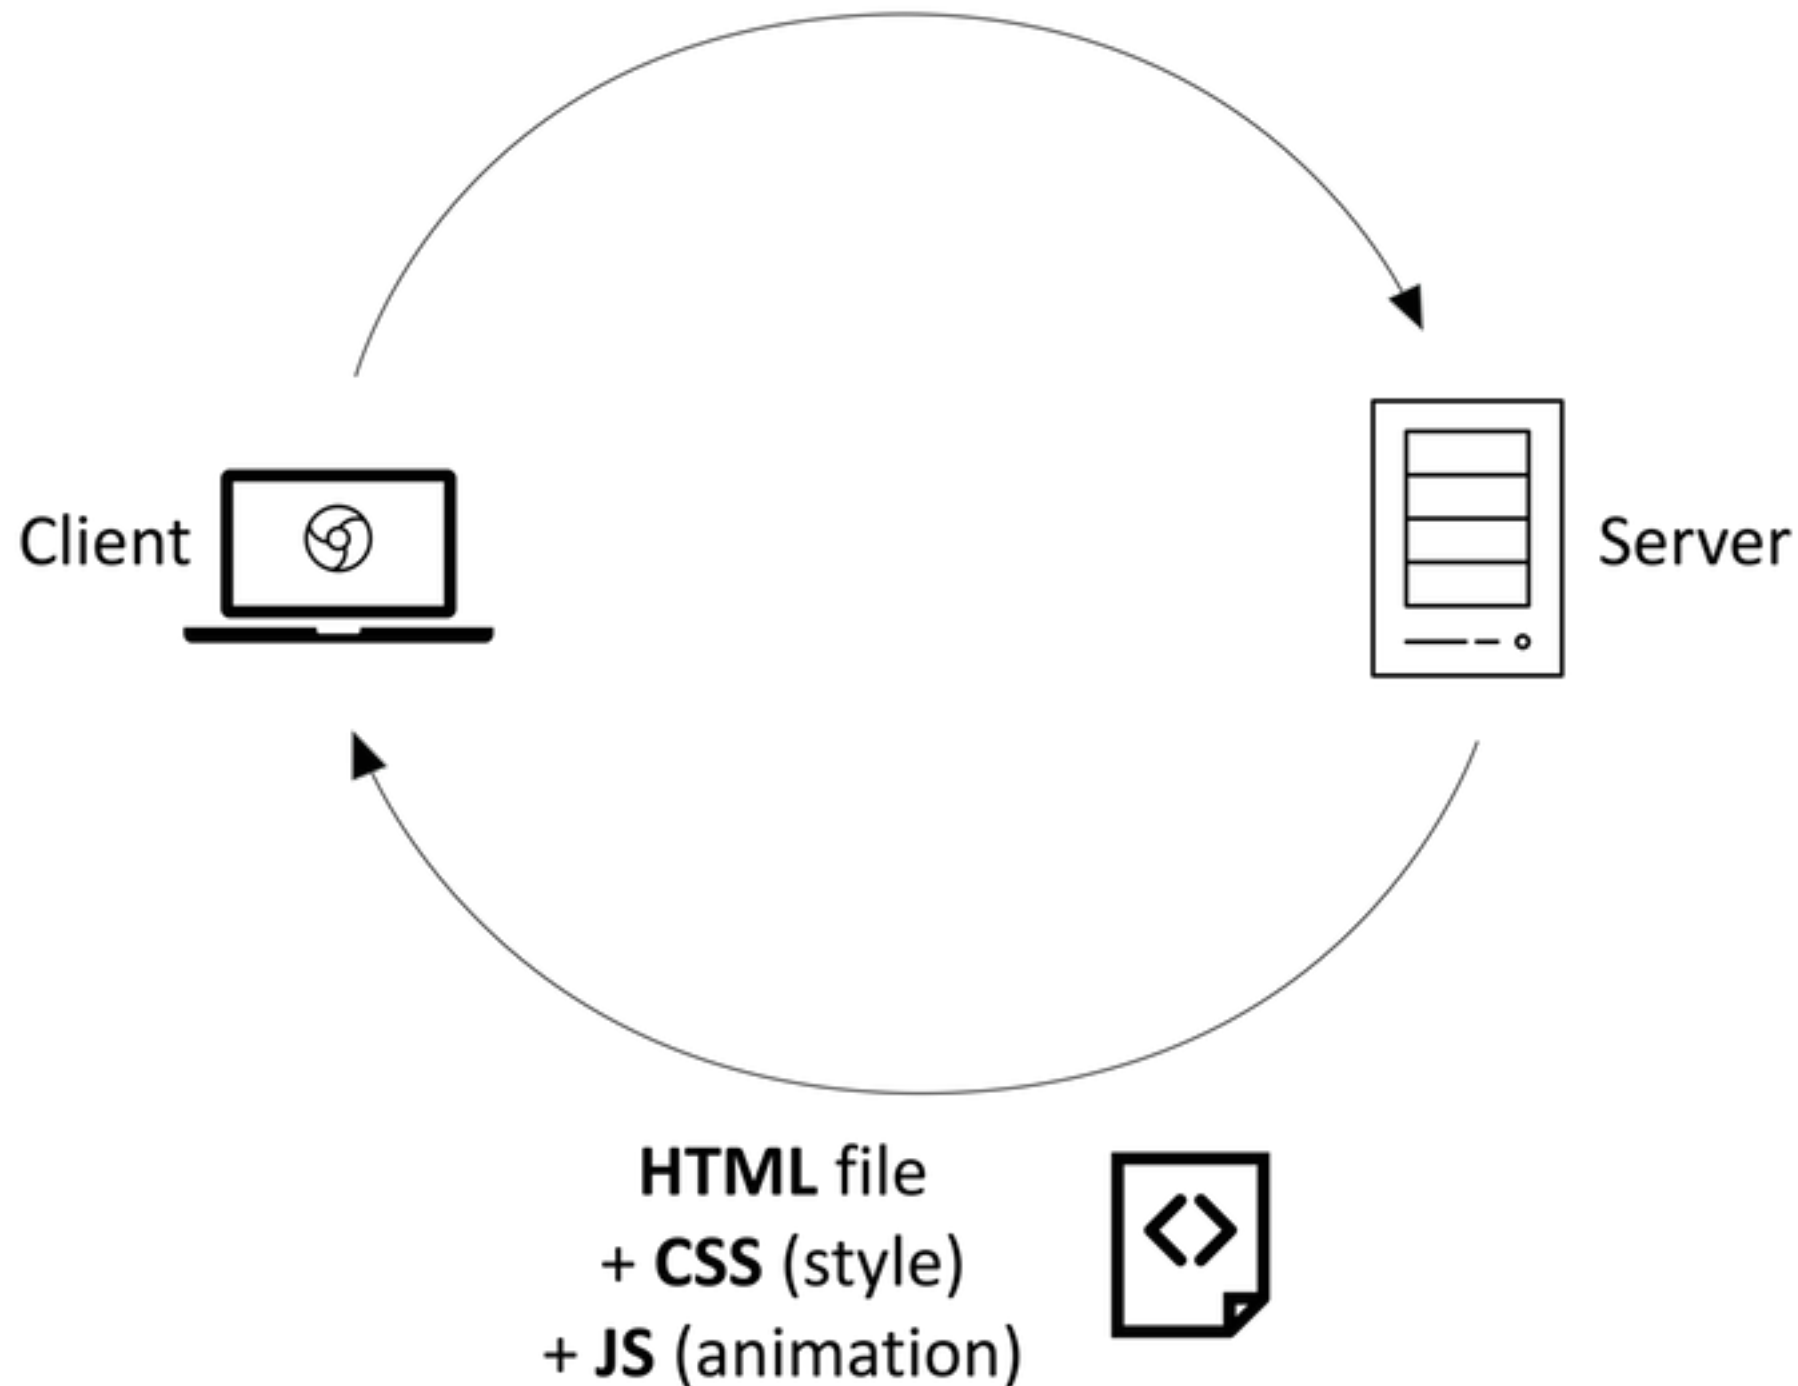 Client
Server
HTML file
+ CSS (style)
+ JS (animation)